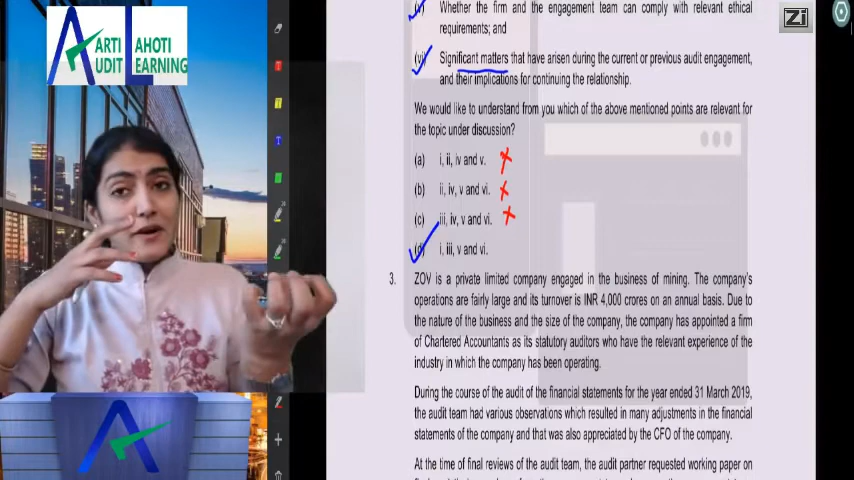 ARTI
AUDIT
LAHOTI
LEARNING
Zi
(v) Whether the firm and the engagement team can comply with relevant ethical
requirements; and
(vi) Significant matters that have arisen during the current or previous audit engagement,
and their implications for continuing the relationship.
We would like to understand from you which of the above mentioned points are relevant for
the topic under discussion?
(a) i, ii, iv and v.
(b) ii, iv, v and vi.
(c) iii, iv, v and vi.
(d) i, iii, v and vi.
3. ZOV is a private limited company engaged in the business of mining. The company's
operations are fairly large and its turnover is INR 4,000 crores on an annual basis. Due to
the nature of the business and the size of the company, the company has appointed a firm
of Chartered Accountants as its statutory auditors who have the relevant experience of the
industry in which the company has been operating.
During the course of the audit of the financial statements for the year ended 31 March 2019,
the audit team had various observations which resulted in many adjustments in the financial
statements of the company and that was also appreciated by the CFO of the company.
At the time of final reviews of the audit team, the audit partner requested working paper on